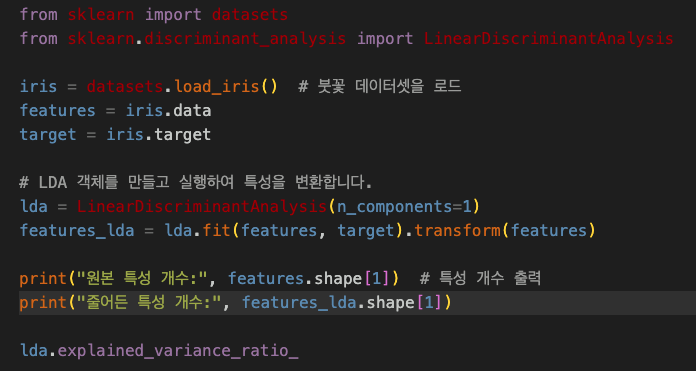 from sklearn import datasets
from sklearn.discriminant_analysis import LinearDiscriminantAnalysis
iris = datasets.load_iris()  # 붓꽃 데이터셋을 로드
features = iris.data
target = iris.target
# LDA 객체를 만들고 실행하여 특성을 변환합니다.
lda = LinearDiscriminantAnalysis(n_components=1)
features_lda = lda.fit(features, target).transform(features)
print("원본 특성 개수:", features.shape[1])  # 특성 개수 출력
print("줄어든 특성 개수:", features_lda.shape[1])
lda.explained_variance_ratio_